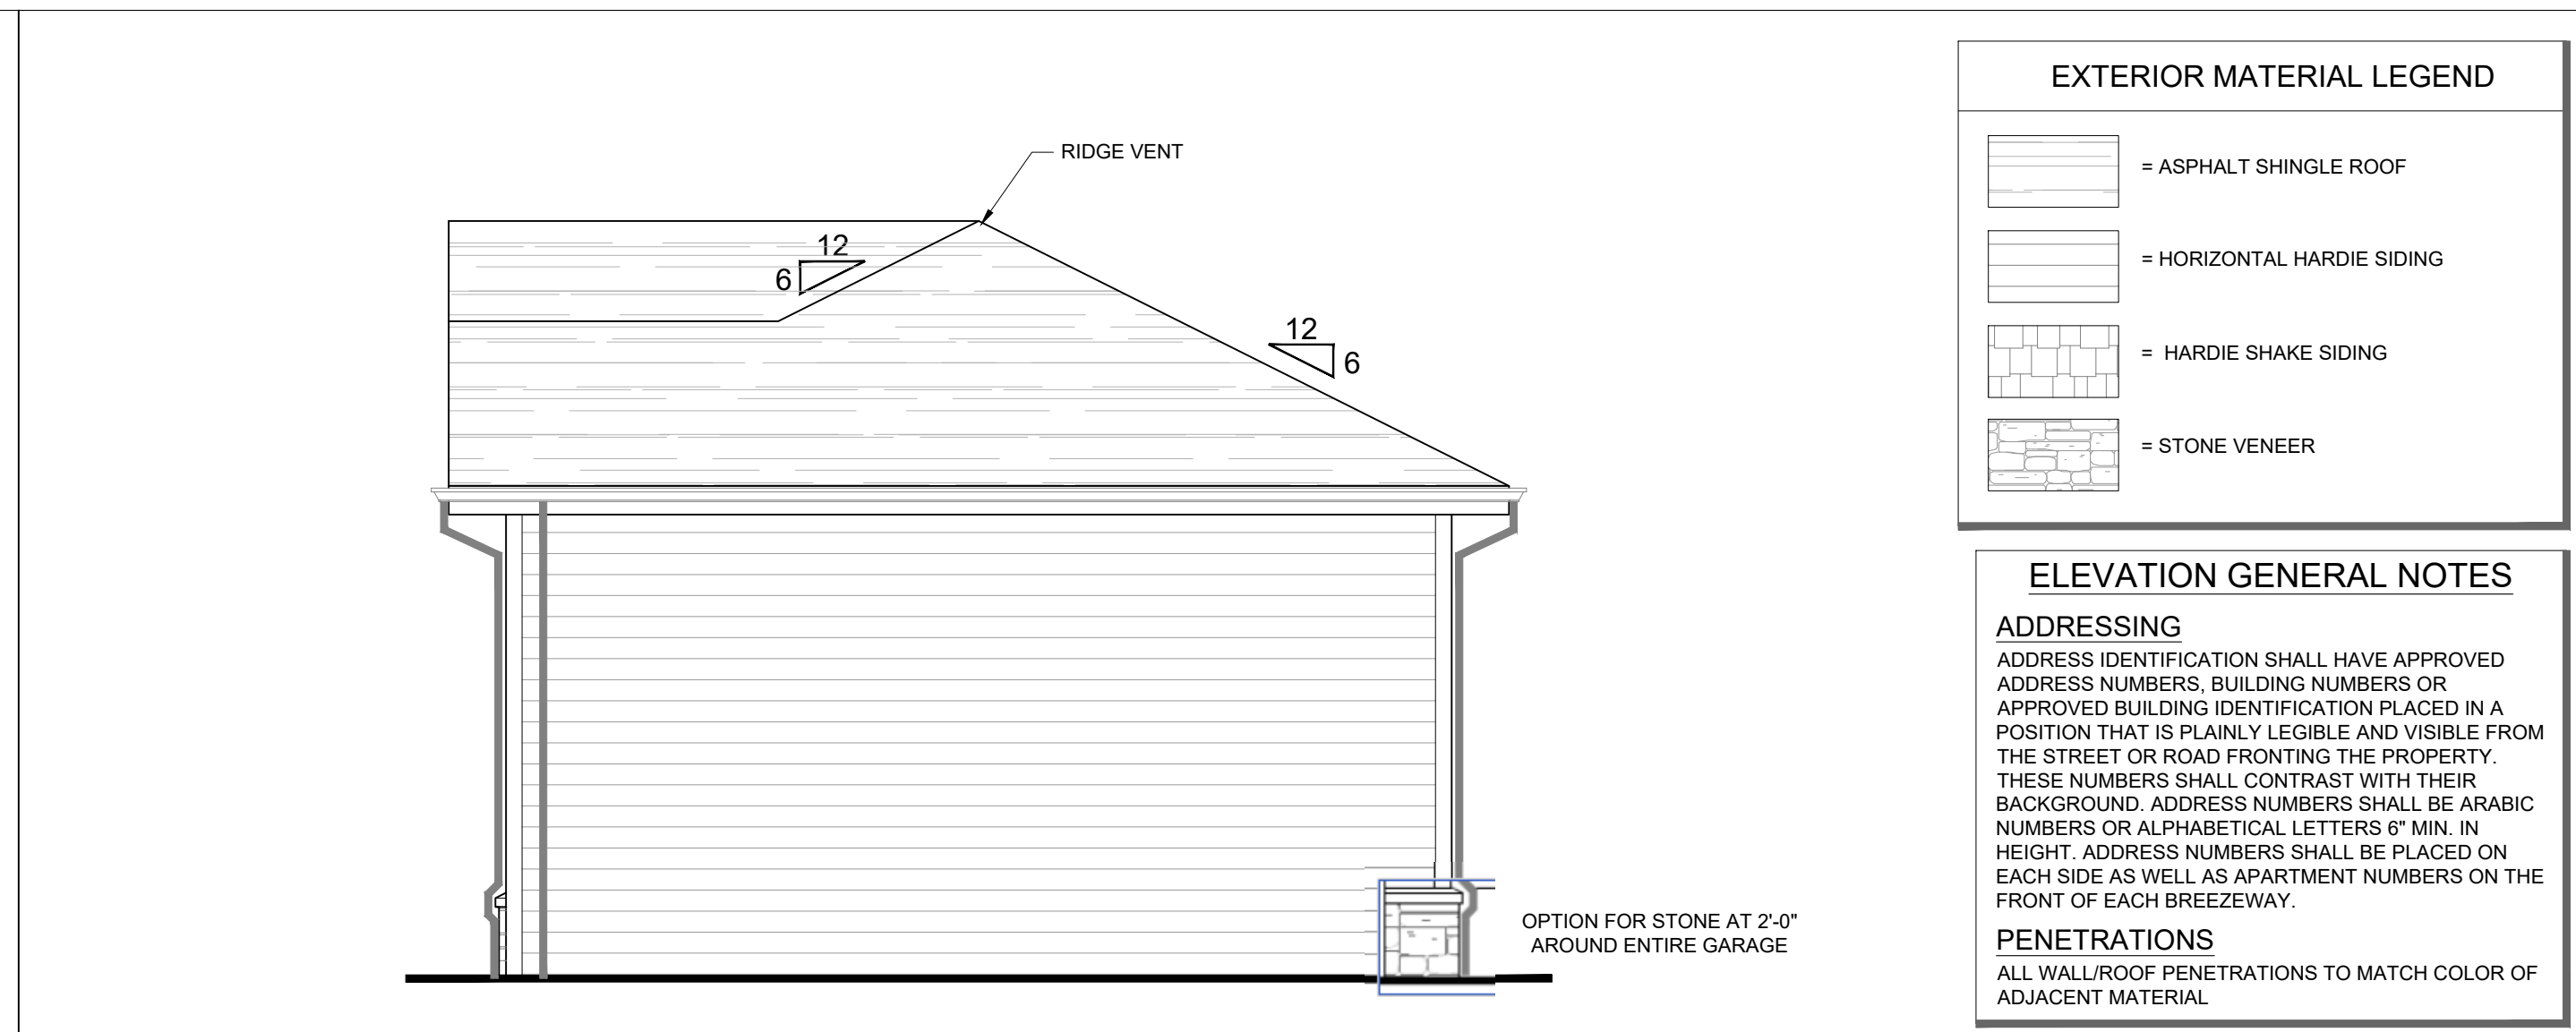 RIDGE VENT
12
6
12
6
OPTION FOR STONE AT 2'-0"
AROUND ENTIRE GARAGE
EXTERIOR MATERIAL LEGEND
= ASPHALT SHINGLE ROOF
= HORIZONTAL HARDIE SIDING
= HARDIE SHAKE SIDING
= STONE VENEER
ELEVATION GENERAL NOTES
ADDRESSING
ADDRESS IDENTIFICATION SHALL HAVE APPROVED
ADDRESS NUMBERS, BUILDING NUMBERS OR
APPROVED BUILDING IDENTIFICATION PLACED IN A
POSITION THAT IS PLAINLY LEGIBLE AND VISIBLE FROM
THE STREET OR ROAD FRONTING THE PROPERTY.
THESE NUMBERS SHALL CONTRAST WITH THEIR
BACKGROUND. ADDRESS NUMBERS SHALL BE ARABIC
NUMBERS OR ALPHABETICAL LETTERS 6" MIN. IN
HEIGHT. ADDRESS NUMBERS SHALL BE PLACED ON
EACH SIDE AS WELL AS APARTMENT NUMBERS ON THE
FRONT OF EACH BREEZEWAY.
PENETRATIONS
ALL WALL/ROOF PENETRATIONS TO MATCH COLOR OF
ADJACENT MATERIAL